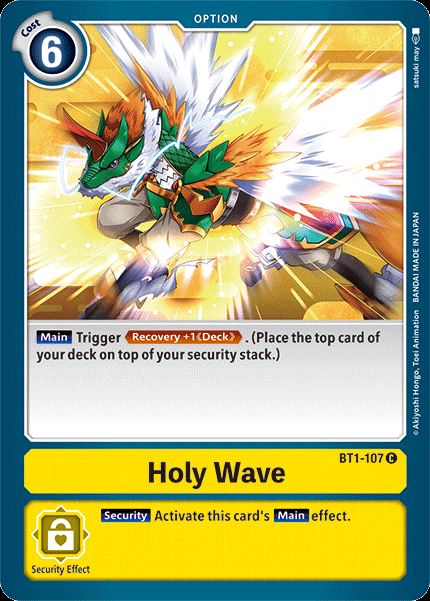 OPTION
Cost
6
satsuki may
Main Trigger Recovery +1《Deck》. (Place the top card of
your deck on top of your security stack.)
©Akiyoshi Hongo, Toei Animation BANDAI MADE IN JAPAN
BT1-107 C
Holy Wave
Security Activate this card's Main effect.
Security Effect